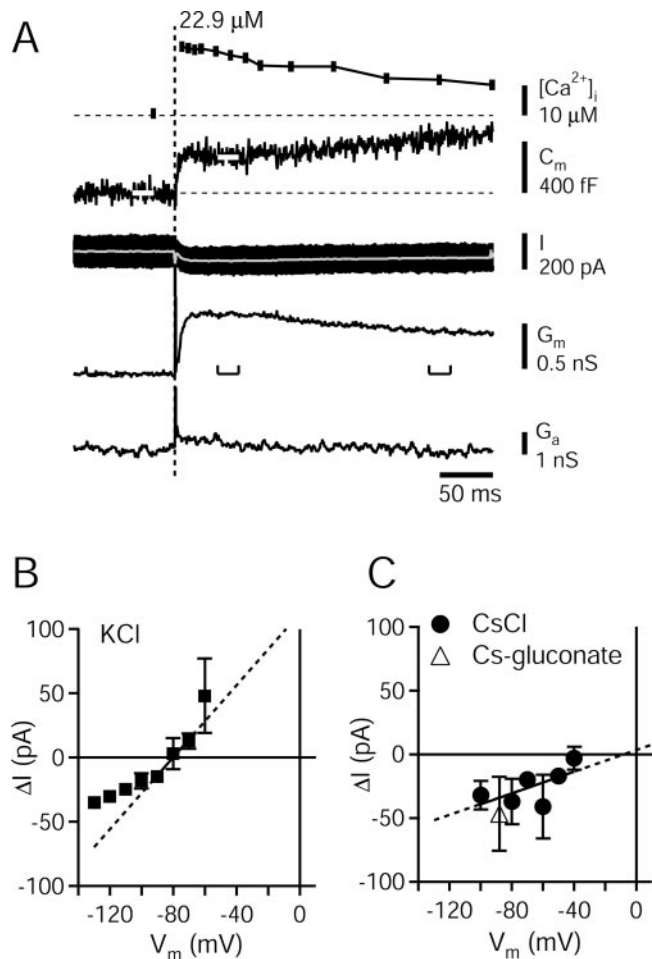 A
22.9 μM
[Ca²⁺]ᵢ
10 μM
Cₘ
400 fF
I
200 pA
Gₘ
0.5 nS
Gₐ
1 nS
50 ms
B
KCl
100
50
0
-50
-100
ΔI (pA)
-120
-80
-40
0
Vₘ (mV)
C
CsCl
Cs-gluconate
100
50
0
-50
-100
ΔI (pA)
-120
-80
-40
0
Vₘ (mV)